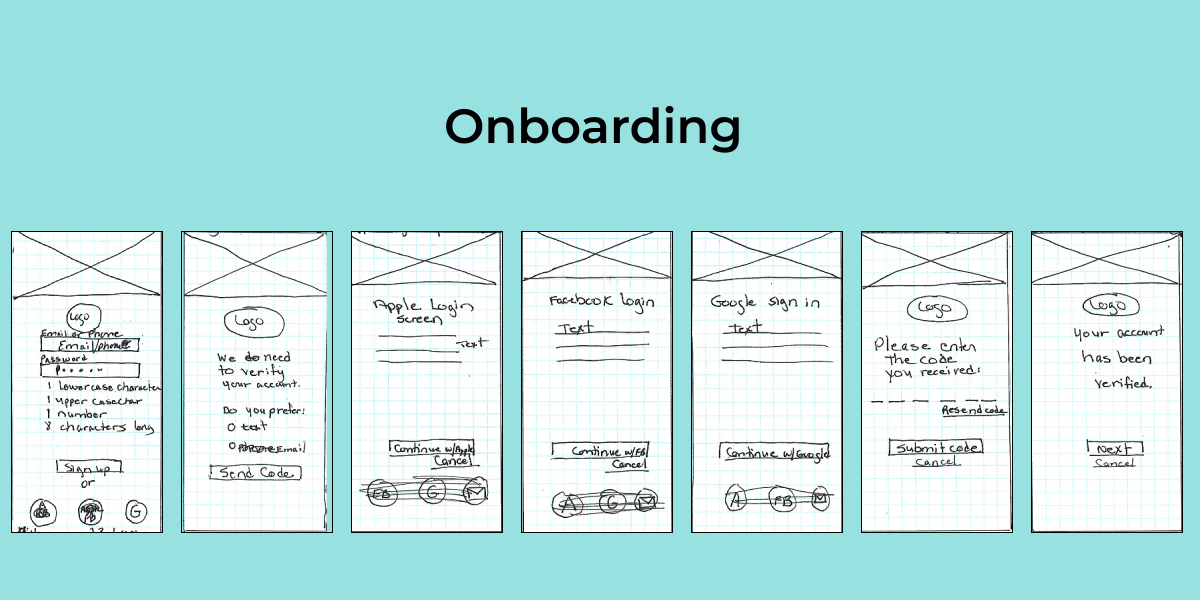 Onboarding
Logo
Email or Phone
Email/phone
Password
P.....
1 Lowercase character
1 upper casechar
1 number
8 characters long
Sign up
or
G
Logo
We do need
to verify
your account.
Do you prefer:
text
Email
Send Code
Apple Login
Screen
Text
Continue w/Apple
Cancel
FB G
Facebook Login
Text
Continue w/FB
Cancel
A G
Google sign in
text
Continue w/Google
A FB
Logo
Please enter
the code
you received:
Resend code
Submit code
Cancel
Logo
Your account
has been
verified.
Next
Cancel